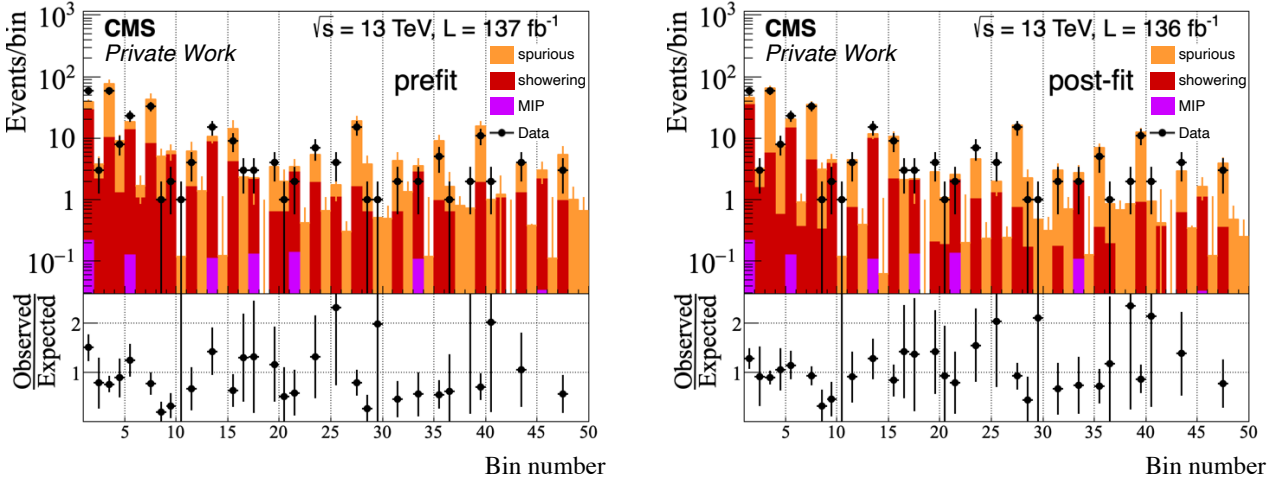 CMS
Private Work
√s = 13 TeV, L = 137 fb⁻¹
prefit
spurious
showering
MIP
Data
Events/bin
10³
10²
10
1
10⁻¹
Observed
Expected
2
1
5 10 15 20 25 30 35 40 45 50
Bin number
CMS
Private Work
√s = 13 TeV, L = 136 fb⁻¹
post-fit
spurious
showering
MIP
Data
Events/bin
10³
10²
10
1
10⁻¹
Observed
Expected
2
1
5 10 15 20 25 30 35 40 45 50
Bin number